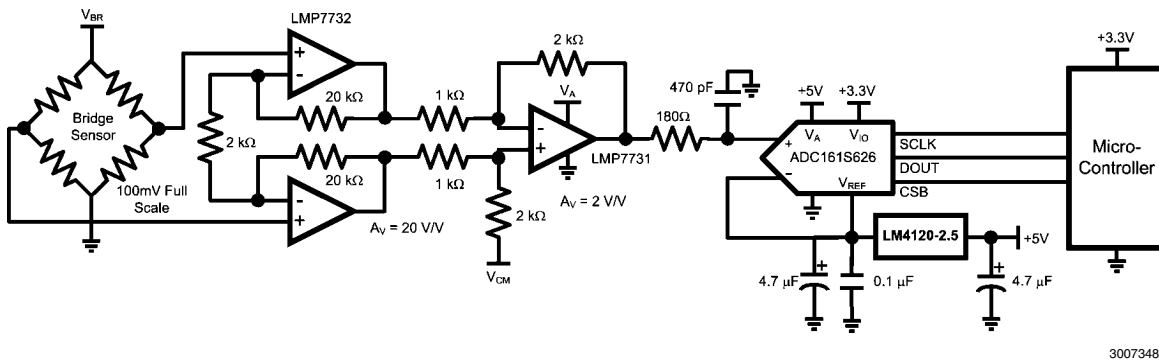 V_BR
LMP7732
Bridge
Sensor
100mV Full
Scale
2 kΩ
20 kΩ
20 kΩ
1 kΩ
1 kΩ
A_V = 20 V/V
2 kΩ
V_A
LMP7731
2 kΩ
A_V = 2 V/V
V_CM
470 pF
180Ω
+5V
+3.3V
V_A
V_IO
ADC161S626
V_REF
SCLK
DOUT
CSB
+3.3V
Micro-
Controller
LM4120-2.5
+5V
4.7 µF
0.1 µF
4.7 µF
+
-
+
-
-
+
+
-
+
+
3007348